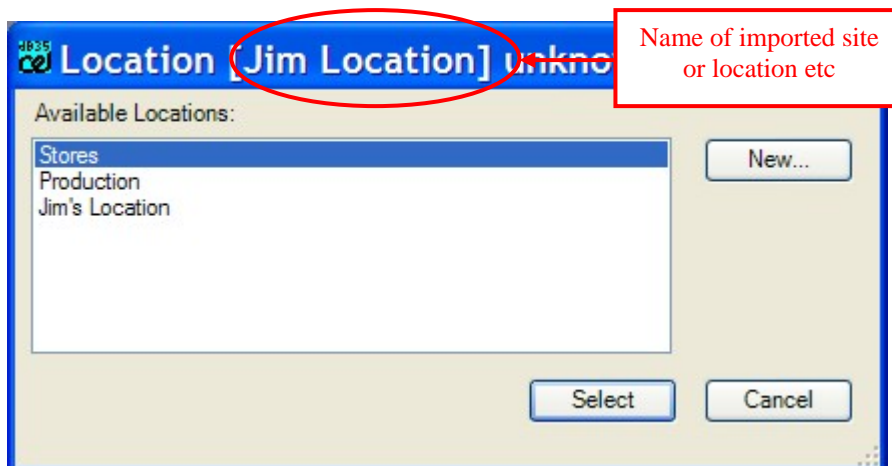 Location [Jim Location]
Name of imported site
or location etc
Available Locations:
Stores
New...
Production
Jim's Location
Select
Cancel